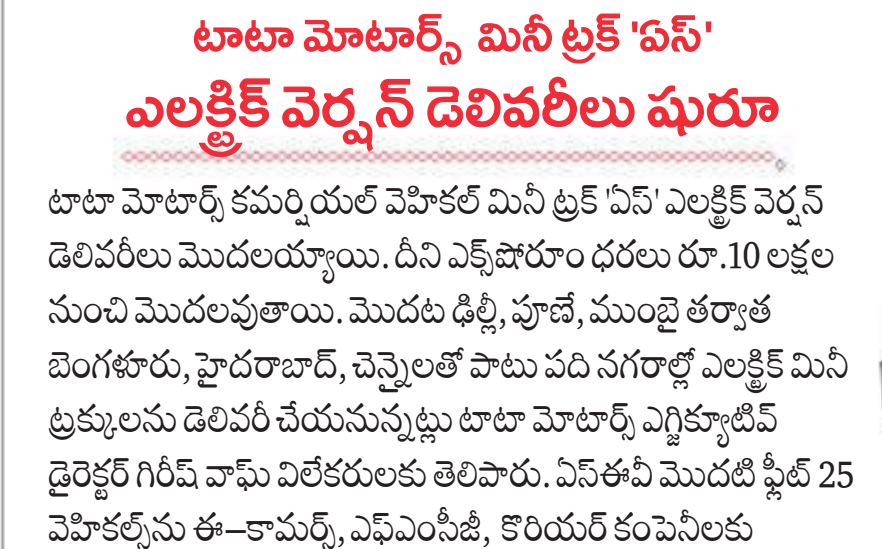 టాటా మోటార్స్ మినీ ట్రక్ 'ఏస్'
ఎలక్ట్రిక్ వెర్షన్ డెలివరీలు షురూ
టాటా మోటార్స్ కమర్షియల్ వెహికల్ మినీ ట్రక్ 'ఏస్' ఎలక్ట్రిక్ వెర్షన్
డెలివరీలు మొదలయ్యాయి. దీని ఎక్స్‌షోరూం ధరలు రూ.10 లక్షల
నుంచి మొదలవుతాయి. మొదట ఢిల్లీ, పూణే, ముంబై తర్వాత
బెంగళూరు, హైదరాబాద్, చెన్నైలతో పాటు పది నగరాల్లో ఎలక్ట్రిక్ మినీ
ట్రక్కులను డెలివరీ చేయనున్నట్లు టాటా మోటార్స్ ఎగ్జిక్యూటివ్
డైరెక్టర్ గిరీష్ వాఘ్ విలేకరులకు తెలిపారు. ఏస్ఈవీ మొదటి ఫ్లీట్ 25
వెహికల్స్‌ను ఈ–కామర్స్, ఎఫ్ఎంసీజీ, కొరియర్ కంపెనీలకు